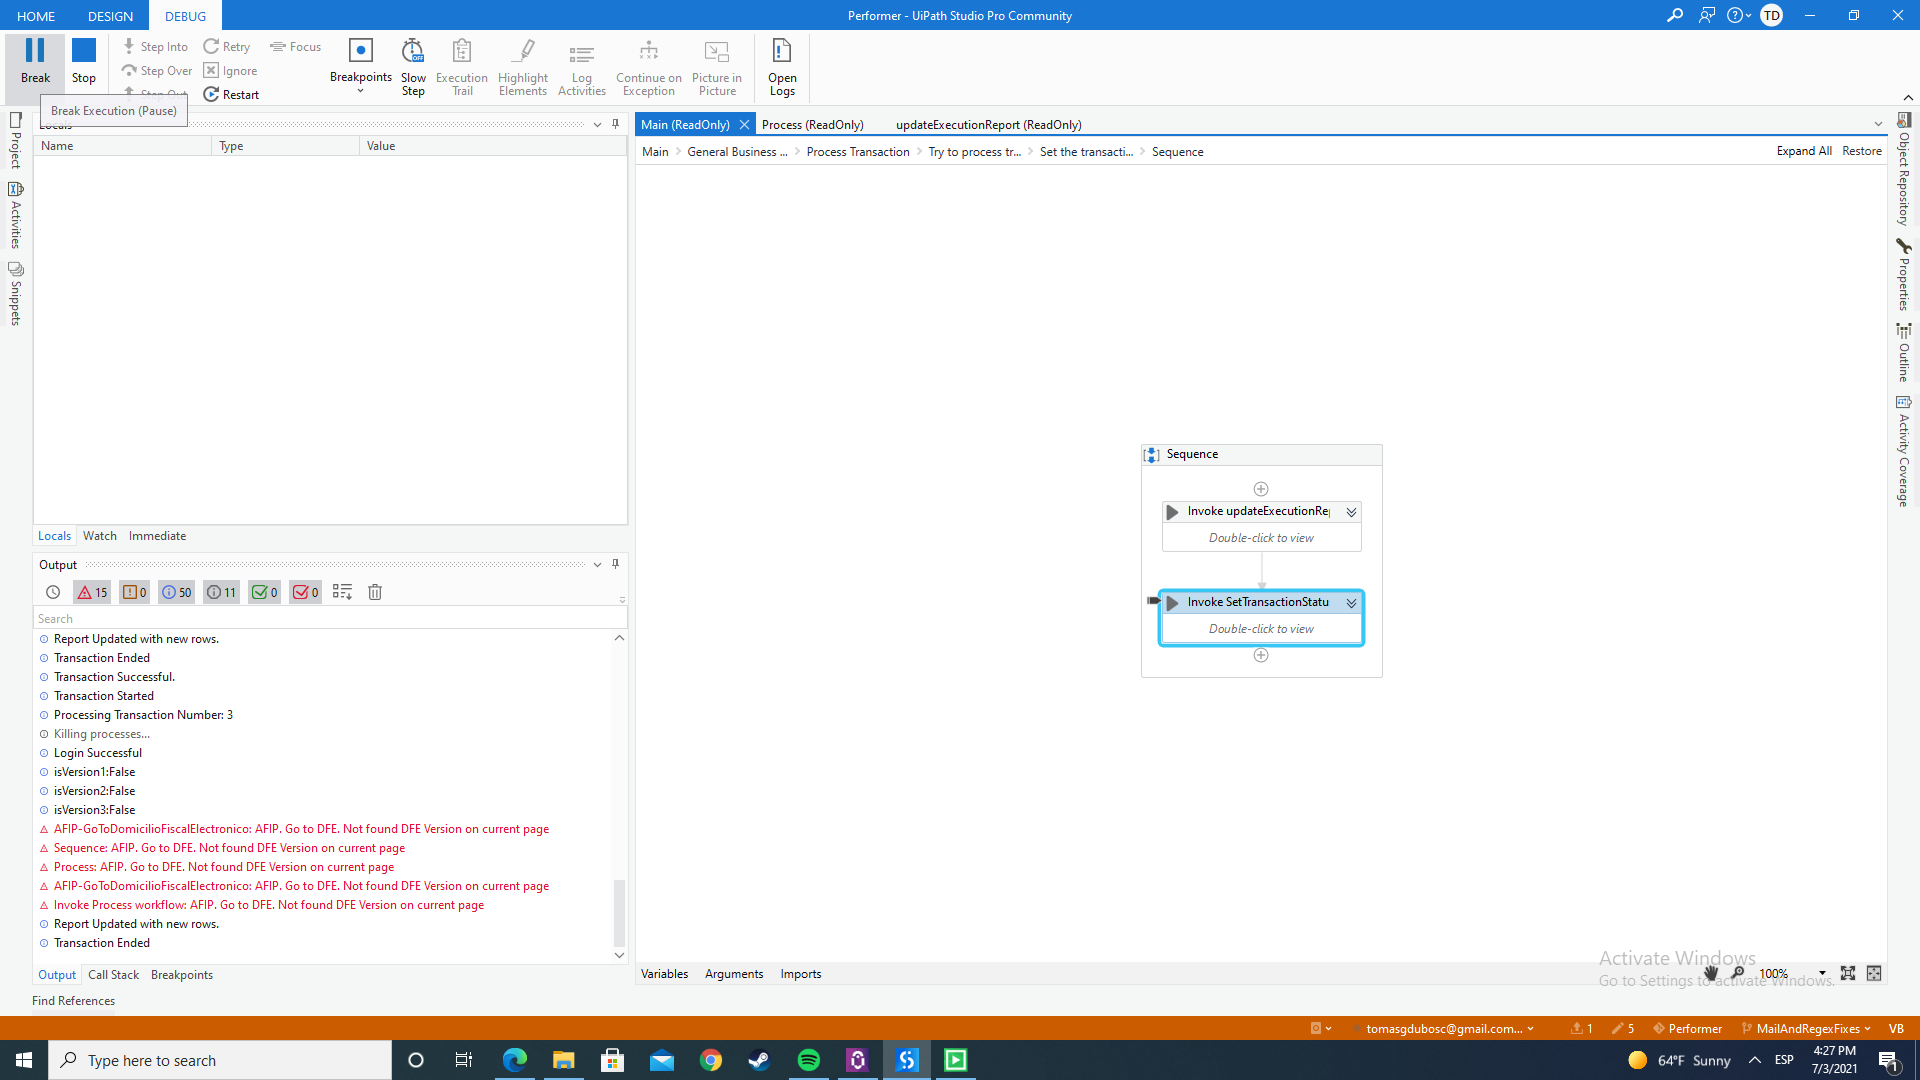 HOME DESIGN DEBUG Performer - UiPath Studio Pro Community TD
Break Stop Step Into Step Over Retry Ignore Restart Focus Breakpoints Slow Step Execution Trail Highlight Elements Log Activities Continue on Exception Picture in Picture Open Logs
Break Execution (Pause)
Project
Activities
Snippets
Name Type Value
Locals Watch Immediate
Output
15 0 50 11 0 0
Search
Report Updated with new rows.
Transaction Ended
Transaction Successful.
Transaction Started
Processing Transaction Number: 3
Killing processes...
Login Successful
isVersion1:False
isVersion2:False
isVersion3:False
AFIP-GoToDomicilioFiscalElectronico: AFIP. Go to DFE. Not found DFE Version on current page
Sequence: AFIP. Go to DFE. Not found DFE Version on current page
Process: AFIP. Go to DFE. Not found DFE Version on current page
AFIP-GoToDomicilioFiscalElectronico: AFIP. Go to DFE. Not found DFE Version on current page
Invoke Process workflow: AFIP. Go to DFE. Not found DFE Version on current page
Report Updated with new rows.
Transaction Ended
Output Call Stack Breakpoints
Find References
Main (ReadOnly) Process (ReadOnly) updateExecutionReport (ReadOnly)
Main General Business ... Process Transaction Try to process tr... Set the transacti... Sequence Expand All Restore
Sequence
Invoke updateExecutionRe
Double-click to view
Invoke SetTransactionStatu
Double-click to view
Variables Arguments Imports 100%
Activate Windows
Go to Settings to activate Windows.
Object Repository
Properties
Outline
Activity Coverage
tomasgdubosc@gmail.com... 1 5 Performer MailAndRegexFixes VB
Type here to search 64°F Sunny ESP 4:27 PM
7/3/2021 1